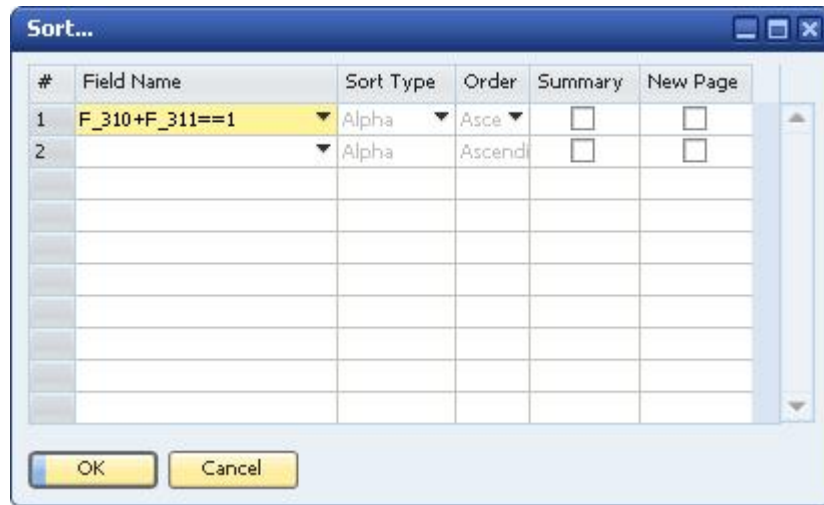 Sort...
# Field Name Sort Type Order Summary New Page
1 F_310+F_311==1 Alpha Asce
2 Alpha Ascendi
OK Cancel